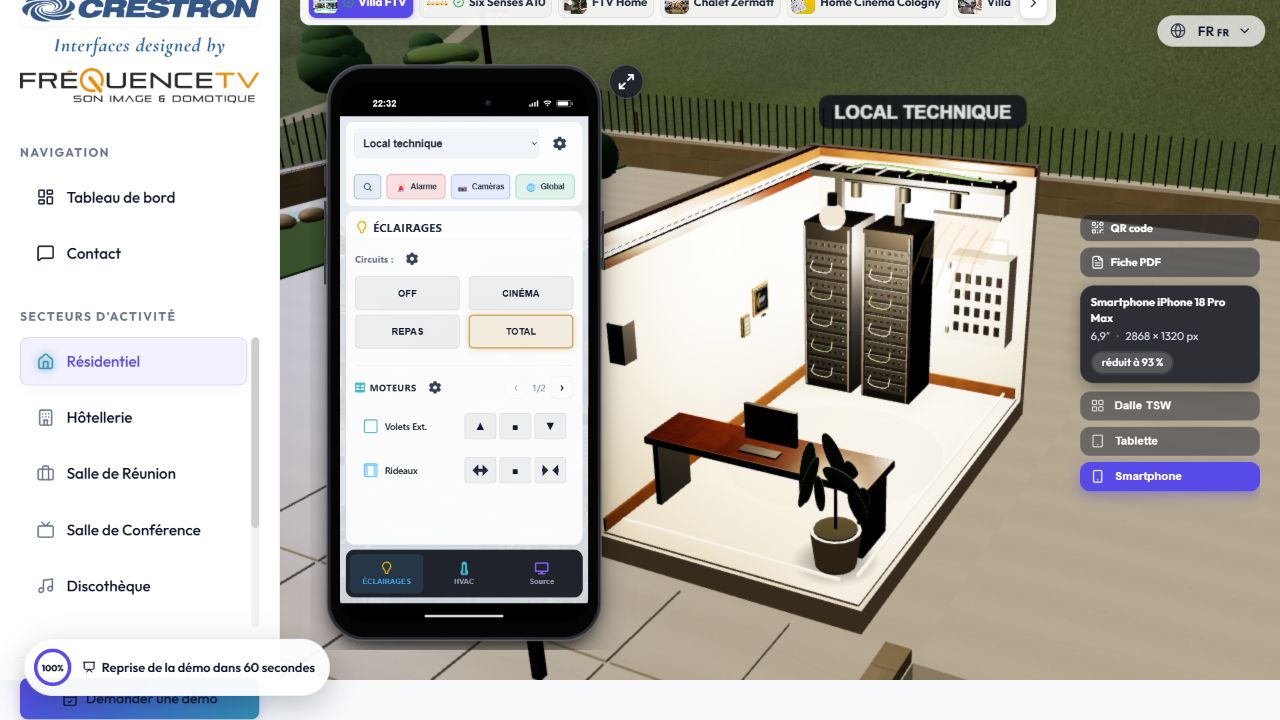 CRESTRON
Interfaces designed by
FRÉQUENCETV
SON IMAGE & DOMOTIQUE
NAVIGATION
Tableau de bord
Contact
SECTEURS D'ACTIVITÉ
Résidentiel
Hôtellerie
Salle de Réunion
Salle de Conférence
Discothèque
100%
Reprise de la démo dans 60 secondes
Demander une démo
Villa FTV
Six Senses A10
FTV Home
Chalet Zermatt
Home Cinema Cologny
Villa
FR FR
22:32
Local technique
Alarme
Caméras
Global
ÉCLAIRAGES
Circuits :
OFF
CINÉMA
REPAS
TOTAL
MOTEURS
1/2
Volets Ext.
Rideaux
ÉCLAIRAGES
HVAC
Source
LOCAL TECHNIQUE
QR code
Fiche PDF
Smartphone iPhone 18 Pro
Max
6,9" · 2868 × 1320 px
réduit à 93 %
Dalle TSW
Tablette
Smartphone